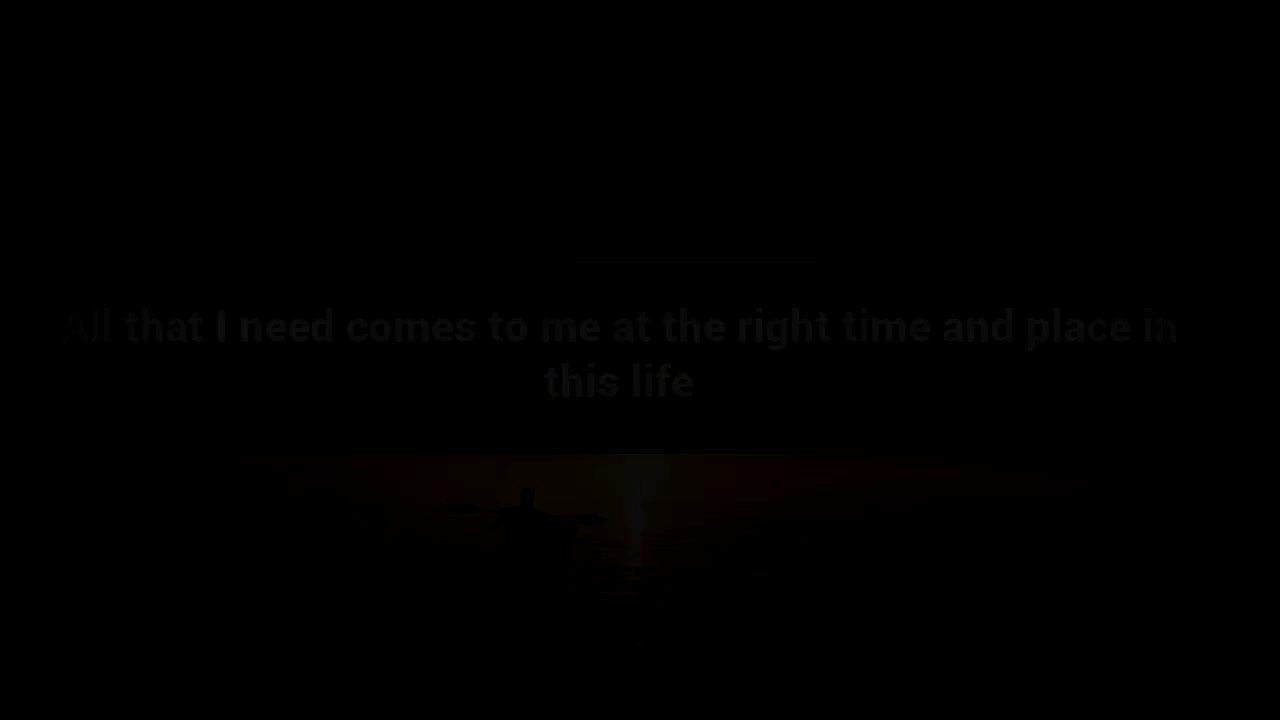 All that I need comes to me at the right time and place in
this life